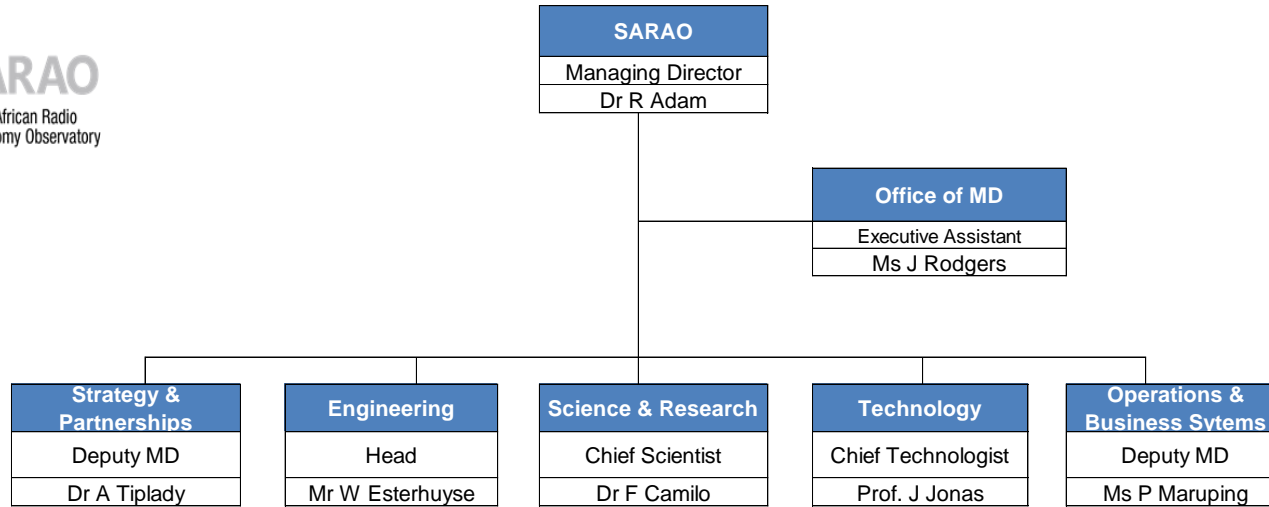 SARAO
Managing Director
Dr R Adam
ARAO
African Radio
omy Observatory
Office of MD
Executive Assistant
Ms J Rodgers
Strategy &
Partnerships
Deputy MD
Dr A Tiplady
Engineering
Head
Mr W Esterhuyse
Science & Research
Chief Scientist
Dr F Camilo
Technology
Chief Technologist
Prof. J Jonas
Operations &
Business Sytems
Deputy MD
Ms P Maruping